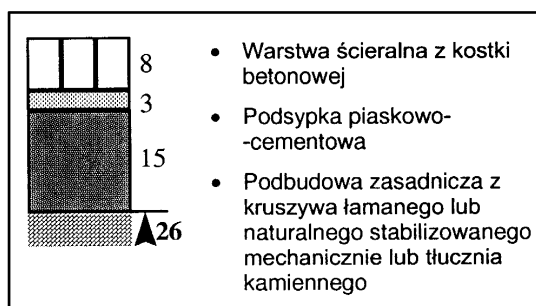 8
3
15
26
• Warstwa ścieralna z kostki
betonowej
• Podsypka piaskowo-
-cementowa
• Podbudowa zasadnicza z
kruszywa łamanego lub
naturalnego stabilizowanego
mechanicznie lub tłucznia
kamiennego